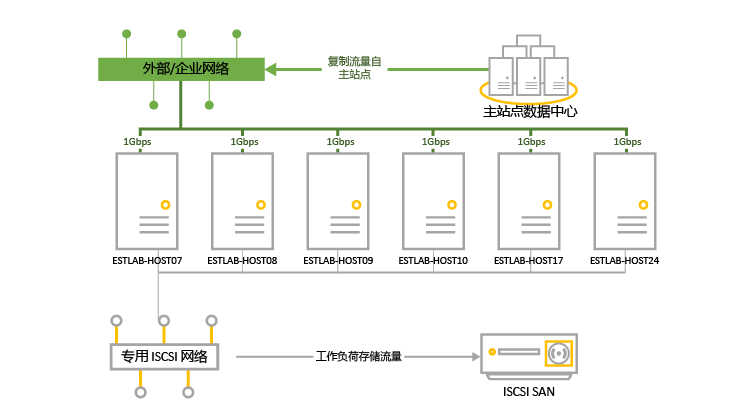 外部/企业网络
复制流量自
主站点
主站点数据中心
1Gbps
1Gbps
1Gbps
1Gbps
1Gbps
1Gbps
ESTLAB-HOST07
ESTLAB-HOST08
ESTLAB-HOST09
ESTLAB-HOST10
ESTLAB-HOST17
ESTLAB-HOST24
专用 ISCSI 网络
工作负荷存储流量
ISCSI SAN